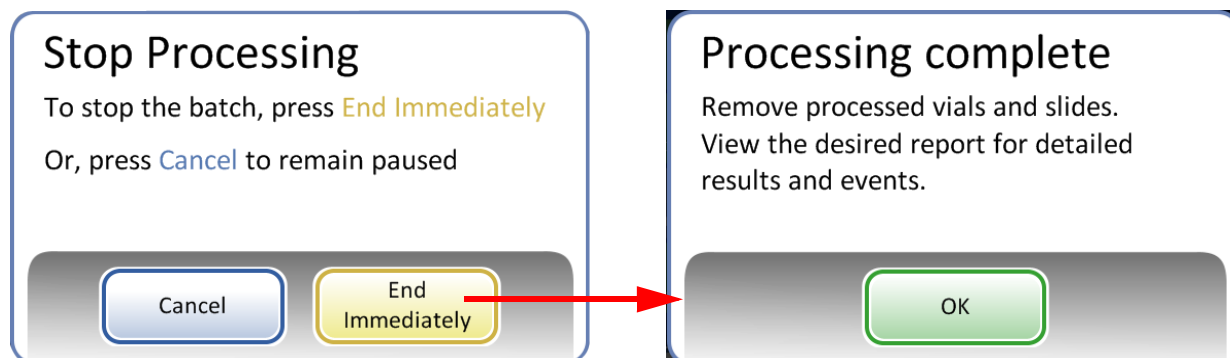 Stop Processing
To stop the batch, press End Immediately
Or, press Cancel to remain paused
Cancel
End
Immediately
Processing complete
Remove processed vials and slides.
View the desired report for detailed
results and events.
OK